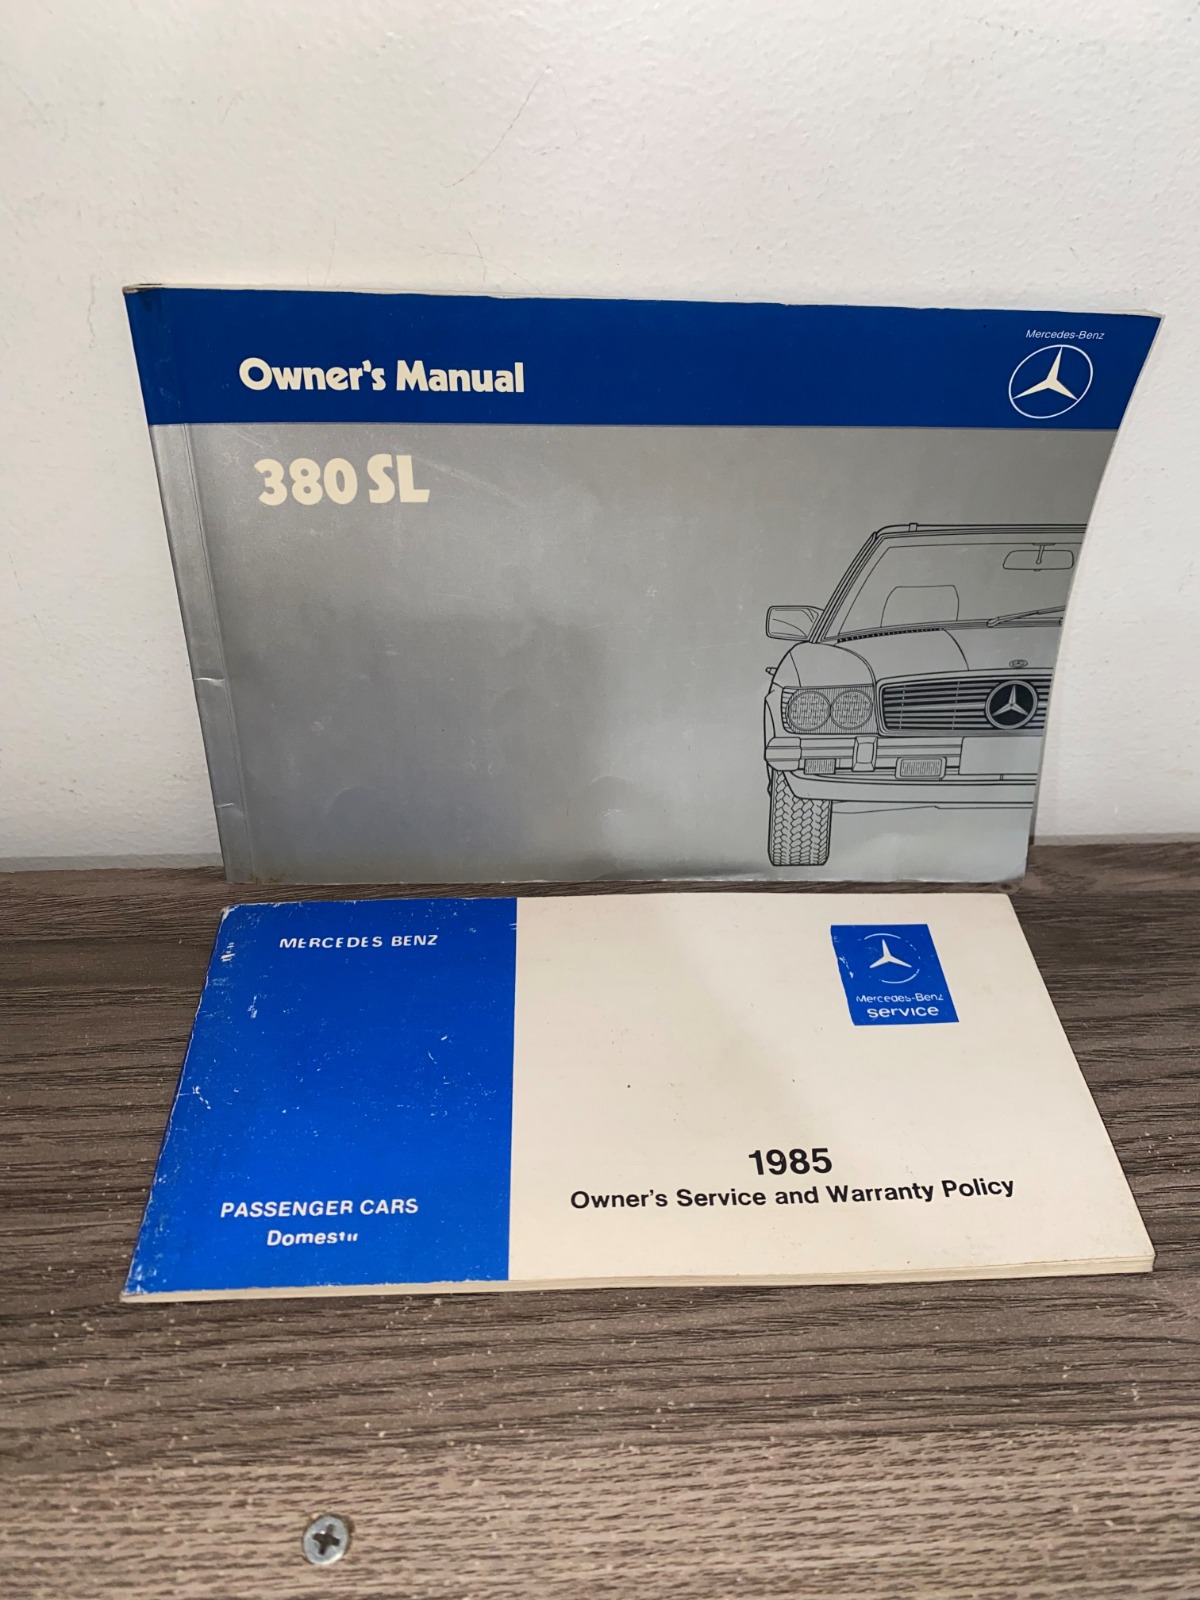 Mercedes-Benz
Owner's Manual
380 SL
MERCEDES BENZ
Mercedes-Benz
service
1985
Owner's Service and Warranty Policy
PASSENGER CARS